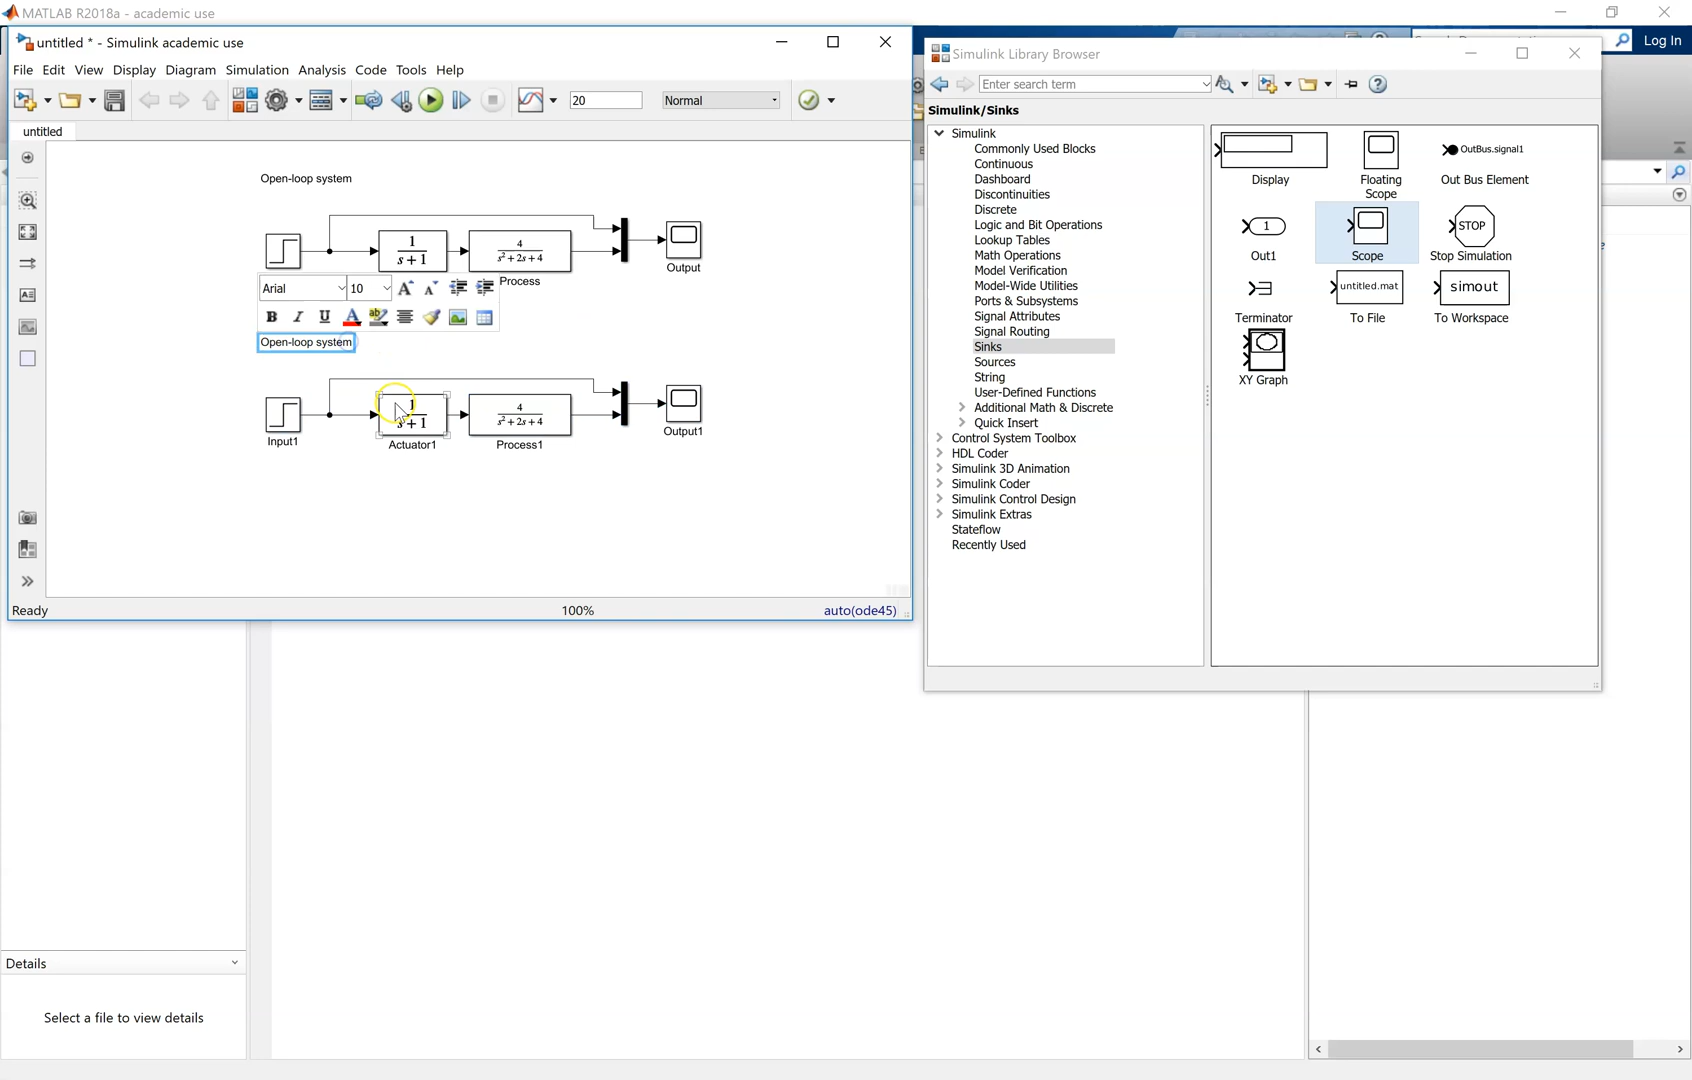 MATLAB R2018a - academic use
untitled * - Simulink academic use
File Edit View Display Diagram Simulation Analysis Code Tools Help
20
Normal
untitled
Open-loop system
1
s+1
4
s²+2s+4
Output
Process
Arial
10
B I U A ab
Open-loop system
1
s+1
4
s²+2s+4
Input1
Actuator1
Process1
Output1
Ready
100%
auto(ode45)
Log In
Simulink Library Browser
Enter search term
Simulink/Sinks
Simulink
Commonly Used Blocks
Continuous
Dashboard
Discontinuities
Discrete
Logic and Bit Operations
Lookup Tables
Math Operations
Model Verification
Model-Wide Utilities
Ports & Subsystems
Signal Attributes
Signal Routing
Sinks
Sources
String
User-Defined Functions
Additional Math & Discrete
Quick Insert
Control System Toolbox
HDL Coder
Simulink 3D Animation
Simulink Coder
Simulink Control Design
Simulink Extras
Stateflow
Recently Used
Display
Floating
Scope
OutBus.signal1
Out Bus Element
1
Out1
Scope
STOP
Stop Simulation
Terminator
untitled.mat
To File
simout
To Workspace
XY Graph
Details
Select a file to view details